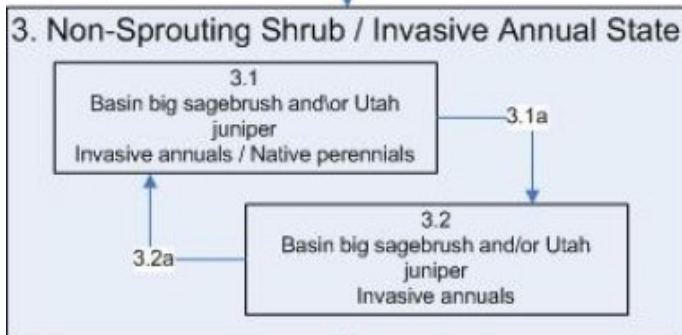 3. Non-Sprouting Shrub / Invasive Annual State
3.1
Basin big sagebrush and\or Utah
juniper
Invasive annuals / Native perennials
3.1a
3.2
Basin big sagebrush and/or Utah
juniper
Invasive annuals
3.2a